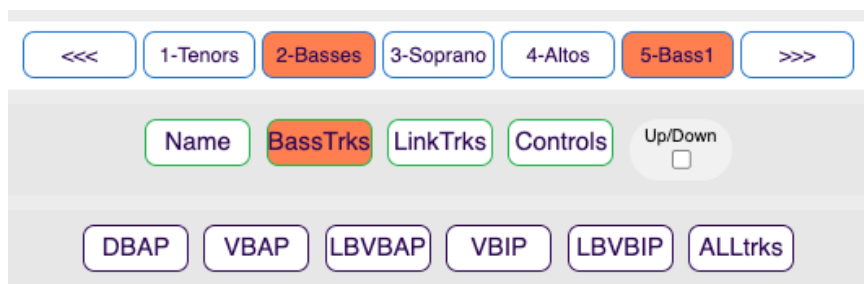 <<< 1-Tenors 2-Basses 3-Soprano 4-Altos 5-Bass1 >>>
Name BassTrks LinkTrks Controls Up/Down
DBAP VBAP LBVBAP VBIP LBVBIP ALLtrks